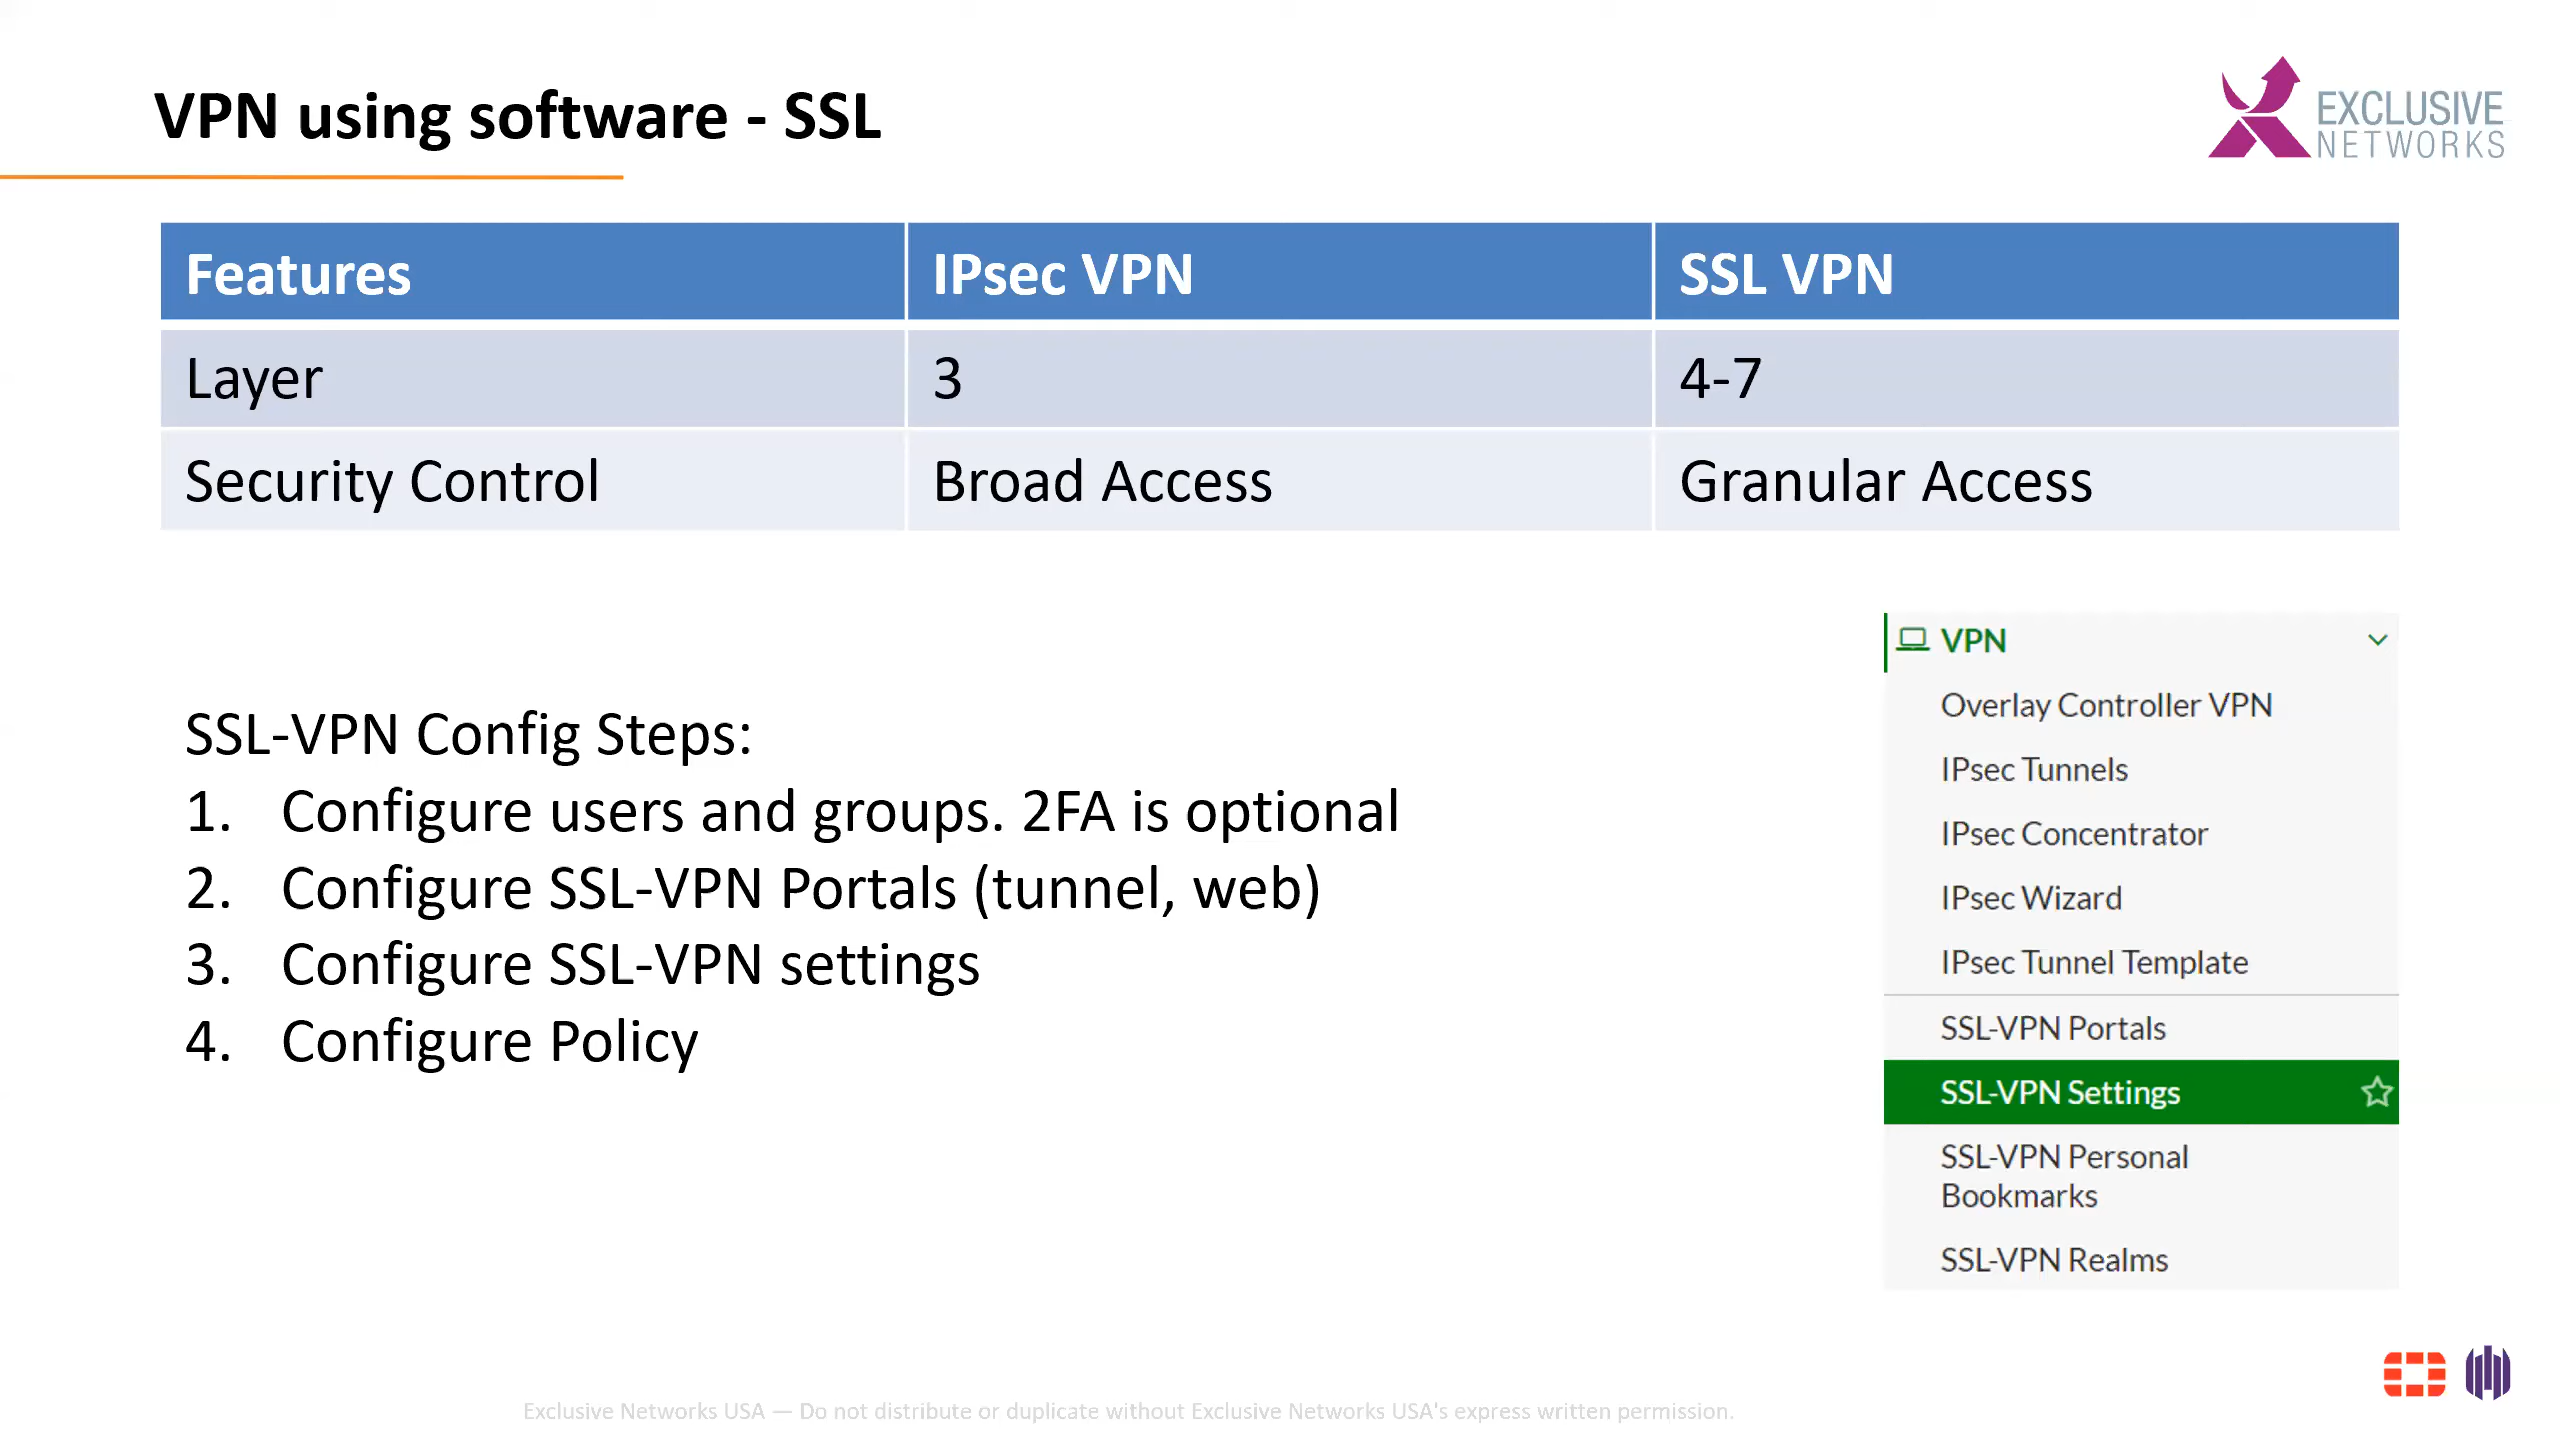 VPN using software - SSL
EXCLUSIVE
NETWORKS
Features IPsec VPN SSL VPN
Layer 3 4-7
Security Control Broad Access Granular Access
SSL-VPN Config Steps:
1. Configure users and groups. 2FA is optional
2. Configure SSL-VPN Portals (tunnel, web)
3. Configure SSL-VPN settings
4. Configure Policy
VPN
Overlay Controller VPN
IPsec Tunnels
IPsec Concentrator
IPsec Wizard
IPsec Tunnel Template
SSL-VPN Portals
SSL-VPN Settings
SSL-VPN Personal
Bookmarks
SSL-VPN Realms
Exclusive Networks USA — Do not distribute or duplicate without Exclusive Networks USA's express written permission.